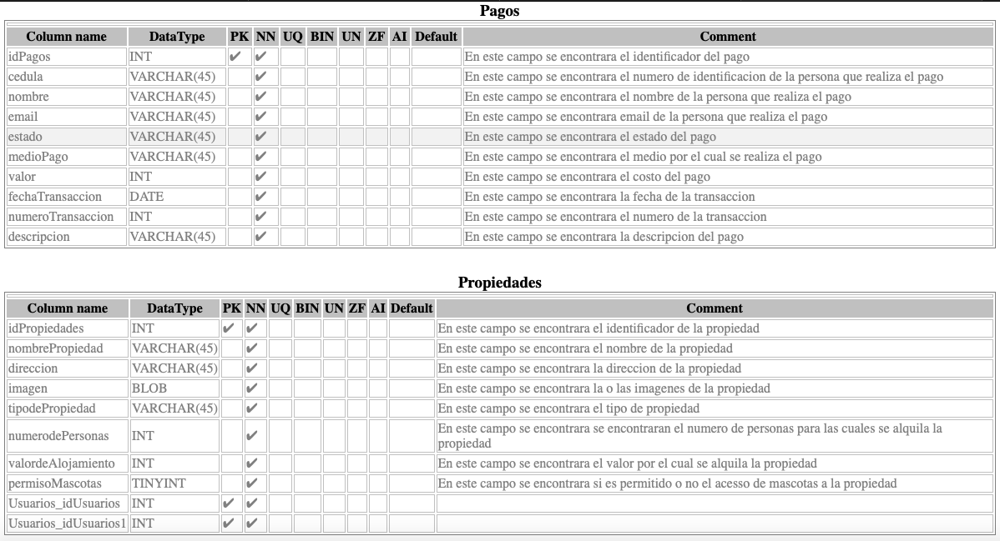 Pagos
Column name DataType PK NN UQ BIN UN ZF AI Default Comment
idPagos INT ✔ ✔ En este campo se encontrara el identificador del pago
cedula VARCHAR(45) ✔ En este campo se encontrara el numero de identificacion de la persona que realiza el pago
nombre VARCHAR(45) ✔ En este campo se encontrara el nombre de la persona que realiza el pago
email VARCHAR(45) ✔ En este campo se encontrara email de la persona que realiza el pago
estado VARCHAR(45) ✔ En este campo se encontrara el estado del pago
medioPago VARCHAR(45) ✔ En este campo se encontrara el medio por el cual se realiza el pago
valor INT ✔ En este campo se encontrara el costo del pago
fechaTransaccion DATE ✔ En este campo se encontrara la fecha de la transaccion
numeroTransaccion INT ✔ En este campo se encontrara el numero de la transaccion
descripcion VARCHAR(45) ✔ En este campo se encontrara la descripcion del pago
Propiedades
Column name DataType PK NN UQ BIN UN ZF AI Default Comment
idPropiedades INT ✔ ✔ En este campo se encontrara el identificador de la propiedad
nombrePropiedad VARCHAR(45) ✔ En este campo se encontrara el nombre de la propiedad
direccion VARCHAR(45) ✔ En este campo se encontrara la direccion de la propiedad
imagen BLOB ✔ En este campo se encontrara la o las imagenes de la propiedad
tipodePropiedad VARCHAR(45) ✔ En este campo se encontrara el tipo de propiedad
numerodePersonas INT ✔ En este campo se encontrara se encontraran el numero de personas para las cuales se alquila la
propiedad
valordeAlojamiento INT ✔ En este campo se encontrara el valor por el cual se alquila la propiedad
permisoMascotas TINYINT ✔ En este campo se encontrara si es permitido o no el acesso de mascotas a la propiedad
Usuarios_idUsuarios INT ✔ ✔
Usuarios_idUsuarios1 INT ✔ ✔